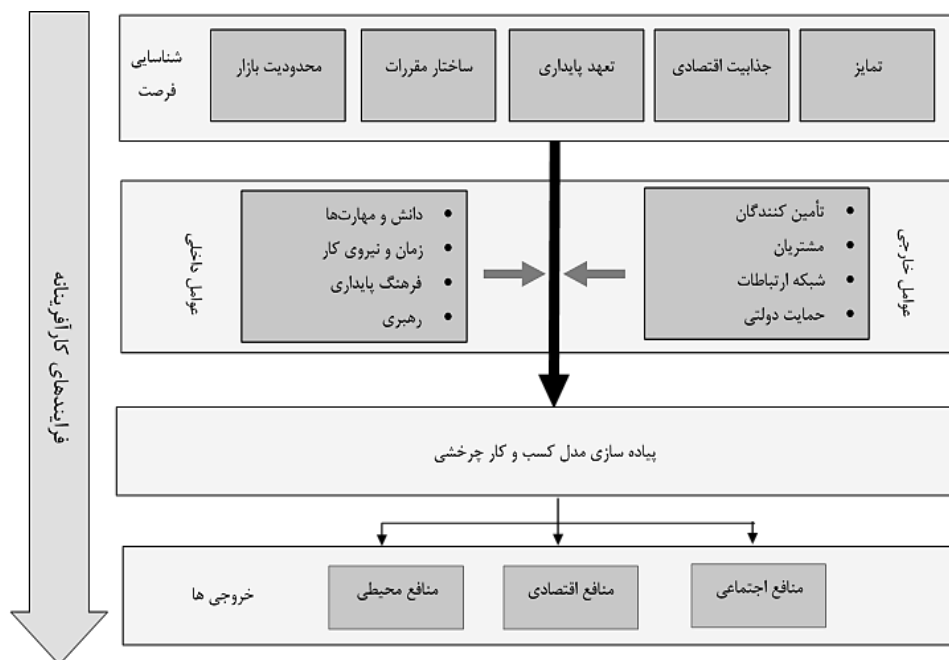 شناسایی
فرصت
تمایز
جذابیت اقتصادی
تعهد پایداری
ساختار مقررات
محدودیت بازار
عوامل خارجی
• تأمین کنندگان
• مشتریان
• شبکه ارتباطات
• حمایت دولتی
• دانش و مهارت‌ها
• زمان و نیروی کار
• فرهنگ پایداری
• رهبری
عوامل داخلی
پیاده سازی مدل کسب و کار چرخشی
منافع اجتماعی
منافع اقتصادی
منافع محیطی
خروجی ها
فرایندهای کارآفرینانه